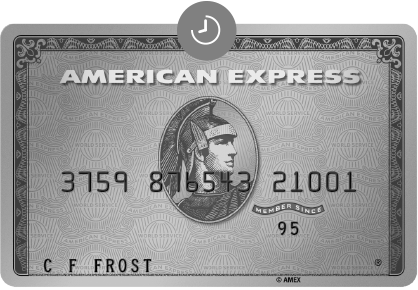 AMERICAN EXPRESS
3759 876543 21001
MEMBER SINCE
95
C F FROST
®
© AMEX